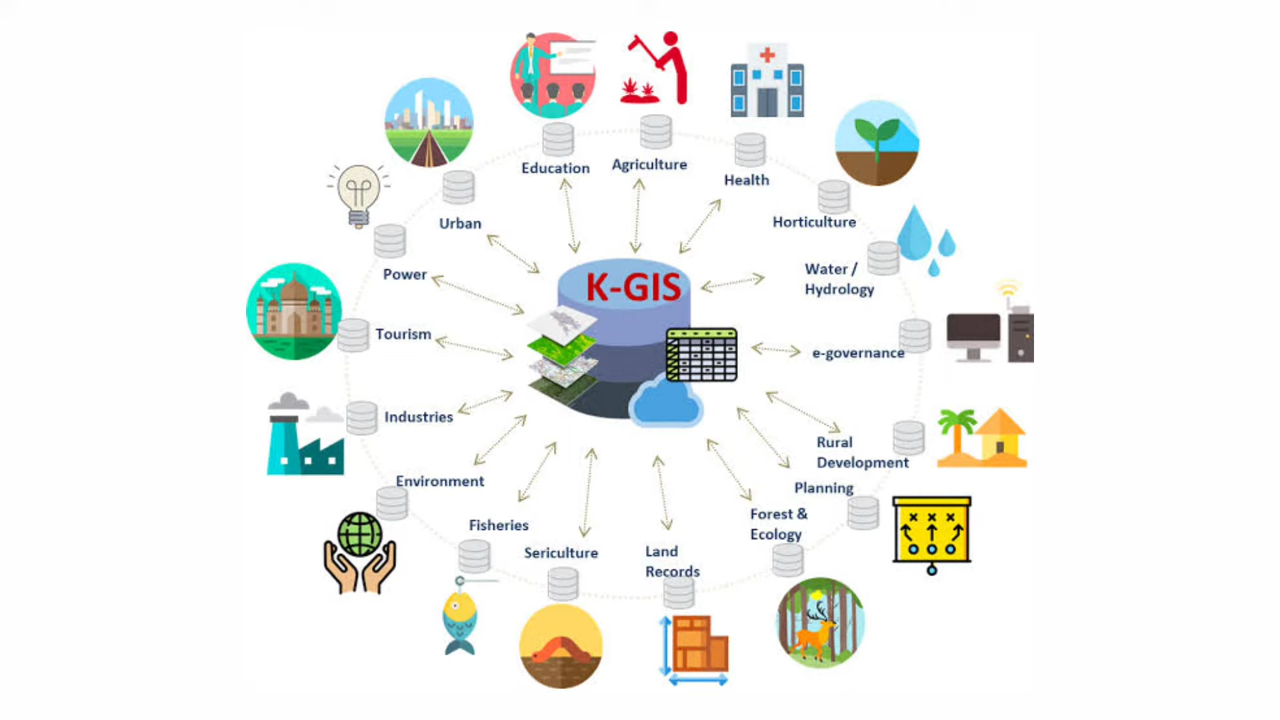 Education
Agriculture
Health
Urban
Horticulture
Power
K-GIS
Water /
Hydrology
Tourism
e-governance
Industries
Rural
Development
Environment
Planning
Fisheries
Forest &
Ecology
Sericulture
Land
Records